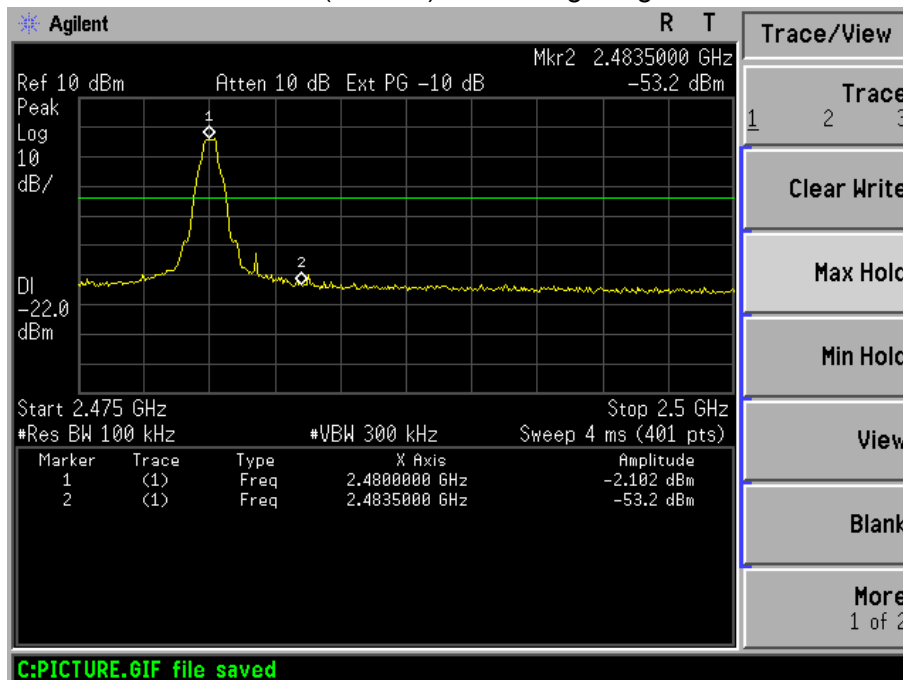 Agilent
R T
Mkr2 2.4835000 GHz
Ref 10 dBm Atten 10 dB Ext PG -10 dB -53.2 dBm
Peak
Log
10
dB/
1
2
DI
-22.0
dBm
Start 2.475 GHz Stop 2.5 GHz
#Res BW 100 kHz #VBW 300 kHz Sweep 4 ms (401 pts)
Marker Trace Type X Axis Amplitude
1 (1) Freq 2.4800000 GHz -2.102 dBm
2 (1) Freq 2.4835000 GHz -53.2 dBm
C:PICTURE.GIF file saved
Trace/View
Trace
1 2 3
Clear Write
Max Hold
Min Hold
View
Blank
More
1 of 2